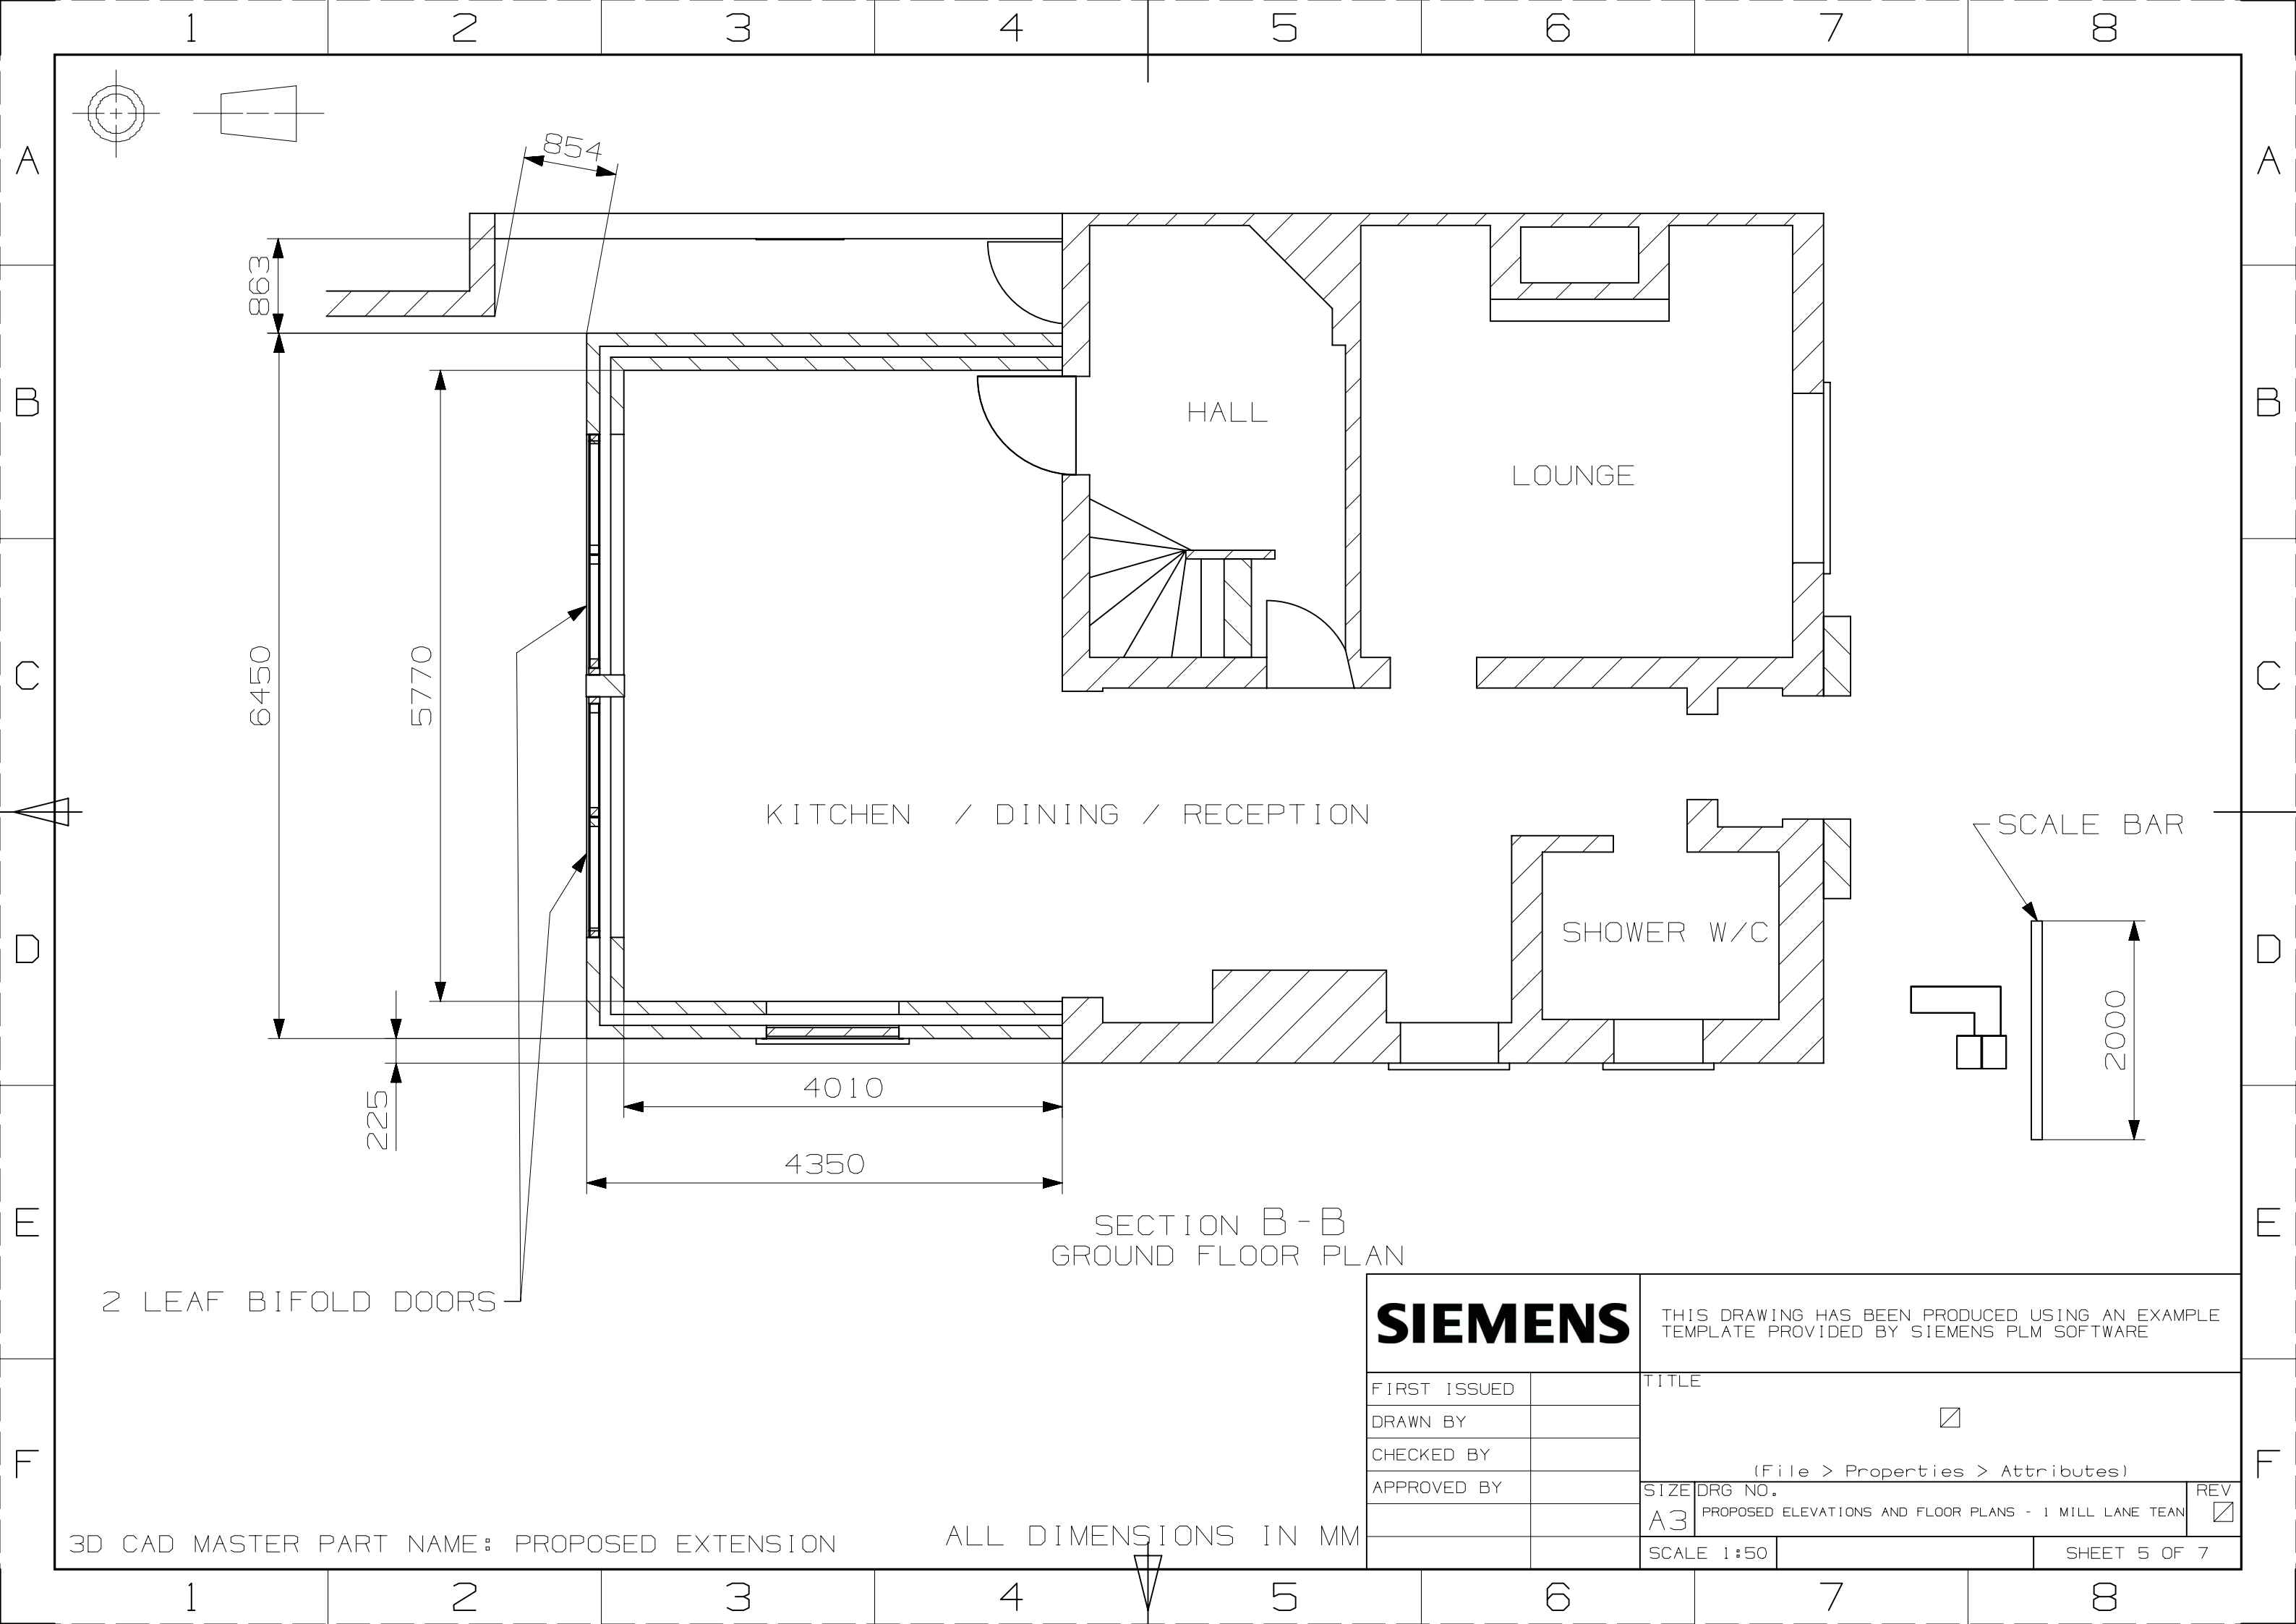 1 2 3 4 5 6 7 8
A A
854
863
B B
HALL
LOUNGE
C C
6450
5770
KITCHEN / DINING / RECEPTION
SCALE BAR
D D
SHOWER W/C
2000
4010
225
4350
E E
SECTION B-B
GROUND FLOOR PLAN
2 LEAF BIFOLD DOORS
SIEMENS
THIS DRAWING HAS BEEN PRODUCED USING AN EXAMPLE
TEMPLATE PROVIDED BY SIEMENS PLM SOFTWARE
FIRST ISSUED
TITLE
DRAWN BY
CHECKED BY
F F
(File > Properties > Attributes)
APPROVED BY
SIZE DRG NO. REV
A3 PROPOSED ELEVATIONS AND FLOOR PLANS - 1 MILL LANE TEAN
3D CAD MASTER PART NAME: PROPOSED EXTENSION
ALL DIMENSIONS IN MM
SCALE 1:50 SHEET 5 OF 7
1 2 3 4 5 6 7 8